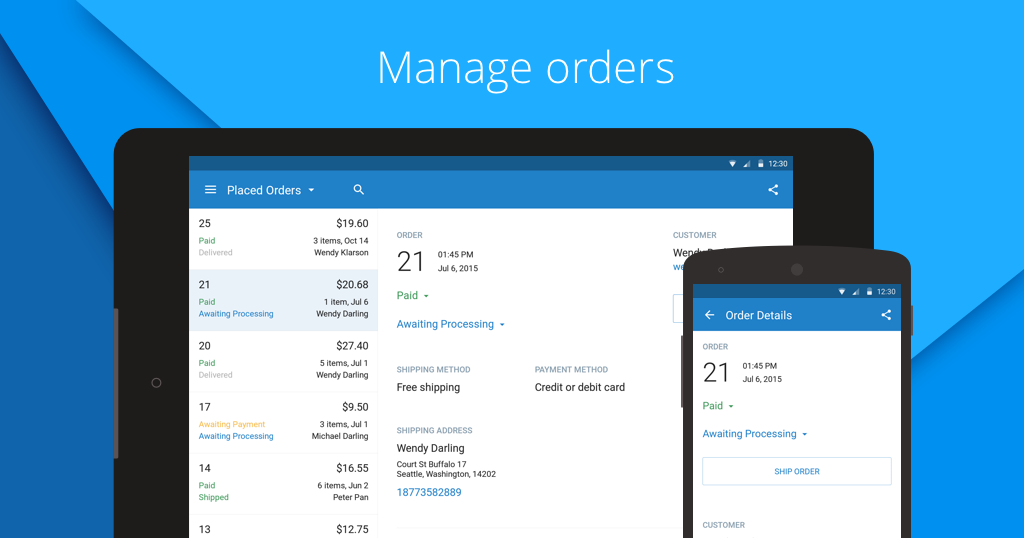 Manage orders
12:30
Placed Orders
25 $19.60
Paid 3 items, Oct 14
Delivered Wendy Klarson
21 $20.68
Paid 1 item, Jul 6
Awaiting Processing Wendy Darling
20 $27.40
Paid 5 items, Jul 1
Delivered Wendy Darling
17 $9.50
Awaiting Payment 3 items, Jul 1
Awaiting Processing Michael Darling
14 $16.55
Paid 6 items, Jun 2
Shipped Peter Pan
13 $12.75
ORDER
21 01:45 PM
Jul 6, 2015
Paid
Awaiting Processing
SHIPPING METHOD PAYMENT METHOD
Free shipping Credit or debit card
SHIPPING ADDRESS
Wendy Darling
Court St Buffalo 17
Seattle, Washington, 14202
18773582889
CUSTOMER
Wendy
12:30
Order Details
ORDER
21 01:45 PM
Jul 6, 2015
Paid
Awaiting Processing
SHIP ORDER
CUSTOMER